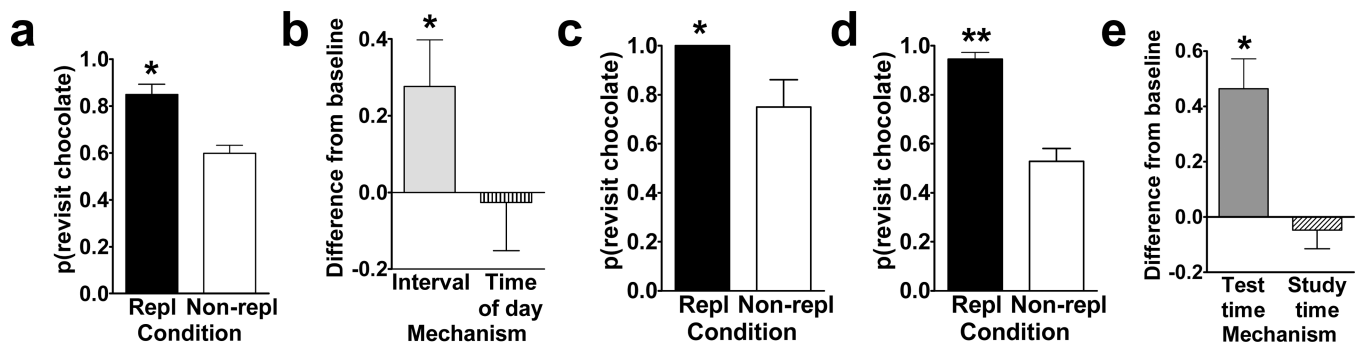 a
p(revisit chocolate)
1.0
0.8
0.6
0.4
0.2
0.0
*
Repl Non-repl
Condition
b
Difference from baseline
0.4
0.2
0.0
-0.2
*
Interval Time
of day
Mechanism
c
p(revisit chocolate)
1.0
0.8
0.6
0.4
0.2
0.0
*
Repl Non-repl
Condition
d
p(revisit chocolate)
1.0
0.8
0.6
0.4
0.2
0.0
**
Repl Non-repl
Condition
e
Difference from baseline
0.6
0.4
0.2
0.0
-0.2
*
Test Study
time time
Mechanism